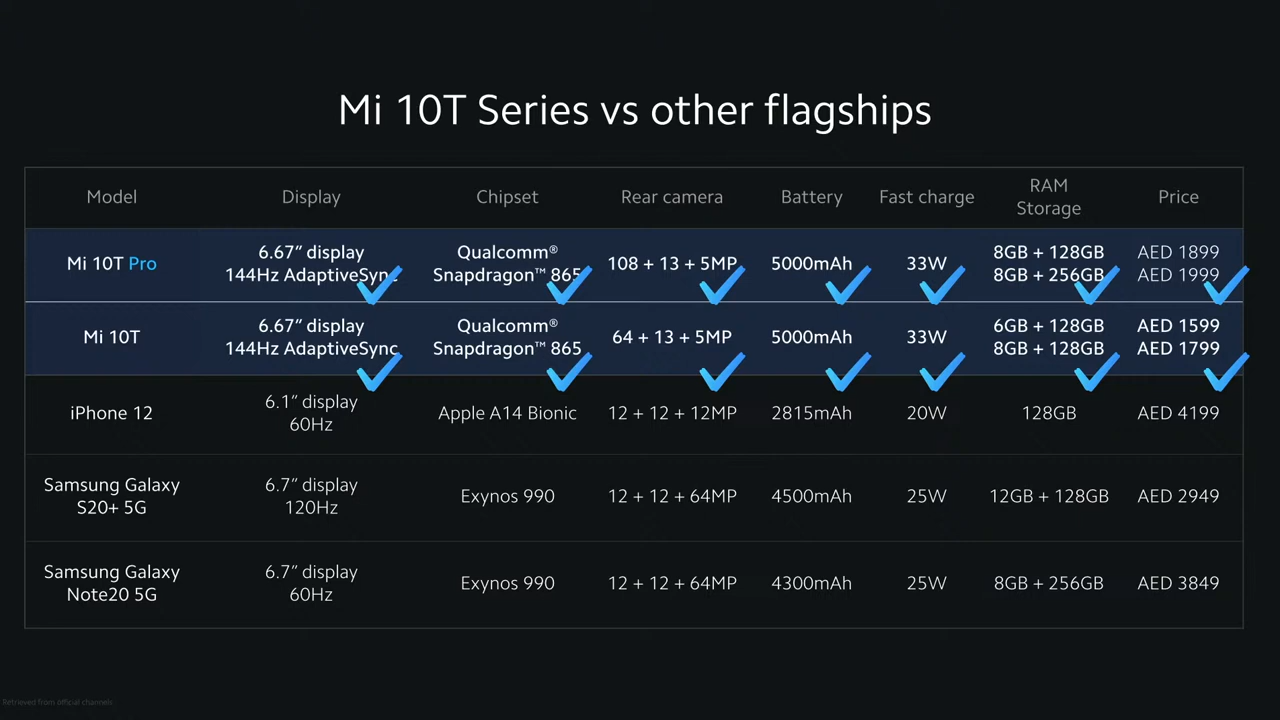 Mi 10T Series vs other flagships
Model Display Chipset Rear camera Battery Fast charge RAM Storage Price
Mi 10T Pro
6.67” display
144Hz AdaptiveSync
Qualcomm®
Snapdragon™ 865
108 + 13 + 5MP
5000mAh
33W
8GB + 128GB
8GB + 256GB
AED 1899
AED 1999
Mi 10T
6.67” display
144Hz AdaptiveSync
Qualcomm®
Snapdragon™ 865
64 + 13 + 5MP
5000mAh
33W
6GB + 128GB
8GB + 128GB
AED 1599
AED 1799
iPhone 12
6.1” display
60Hz
Apple A14 Bionic
12 + 12 + 12MP
2815mAh
20W
128GB
AED 4199
Samsung Galaxy
S20+ 5G
6.7” display
120Hz
Exynos 990
12 + 12 + 64MP
4500mAh
25W
12GB + 128GB
AED 2949
Samsung Galaxy
Note20 5G
6.7” display
60Hz
Exynos 990
12 + 12 + 64MP
4300mAh
25W
8GB + 256GB
AED 3849
Retrieved from official channels